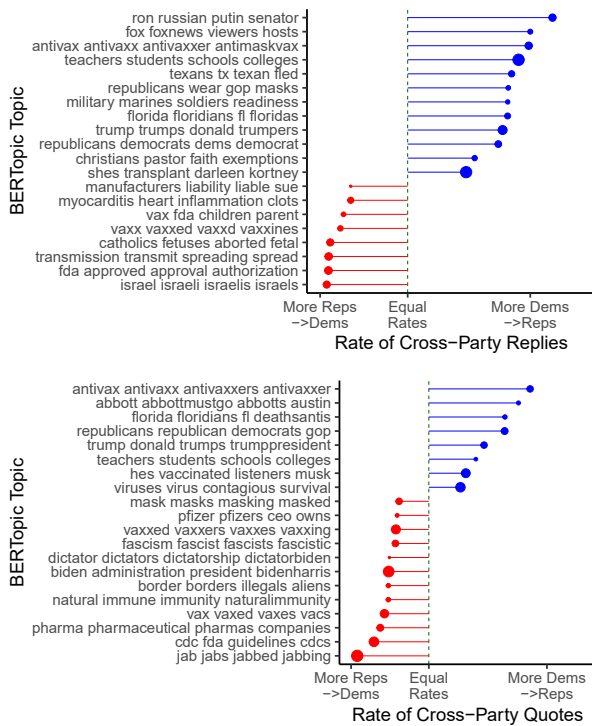 ron russian putin senator
fox foxnews viewers hosts
antivax antivaxx antivaxxer antimaskvax
teachers students schools colleges
texans tx texan fled
republicans wear gop masks
military marines soldiers readiness
florida floridians fl floridas
trump trumps donald trumpers
republicans democrats dems democrat
christians pastor faith exemptions
shes transplant darleen kortney
manufacturers liability liable sue
myocarditis heart inflammation clots
vax fda children parent
vaxx vaxxed vaxxd vaxxines
catholics fetuses aborted fetal
transmission transmit spreading spread
fda approved approval authorization
israel israeli israelis israels
BERTopic Topic
More Reps
−>Dems
Equal
Rates
More Dems
−>Reps
Rate of Cross−Party Replies
antivax antivaxx antivaxxers antivaxxer
abbott abbottmustgo abbotts austin
florida floridians fl deathsantis
republicans republican democrats gop
trump donald trumps trumppresident
teachers students schools colleges
hes vaccinated listeners musk
viruses virus contagious survival
mask masks masking masked
pfizer pfizers ceo owns
vaxxed vaxxers vaxxes vaxxing
fascism fascist fascists fascistic
dictator dictators dictatorship dictatorbiden
biden administration president bidenharris
border borders illegals aliens
natural immune immunity naturalimmunity
vax vaxed vaxes vacs
pharma pharmaceutical pharmas companies
cdc fda guidelines cdcs
jab jabs jabbed jabbing
BERTopic Topic
More Reps
−>Dems
Equal
Rates
More Dems
−>Reps
Rate of Cross−Party Quotes